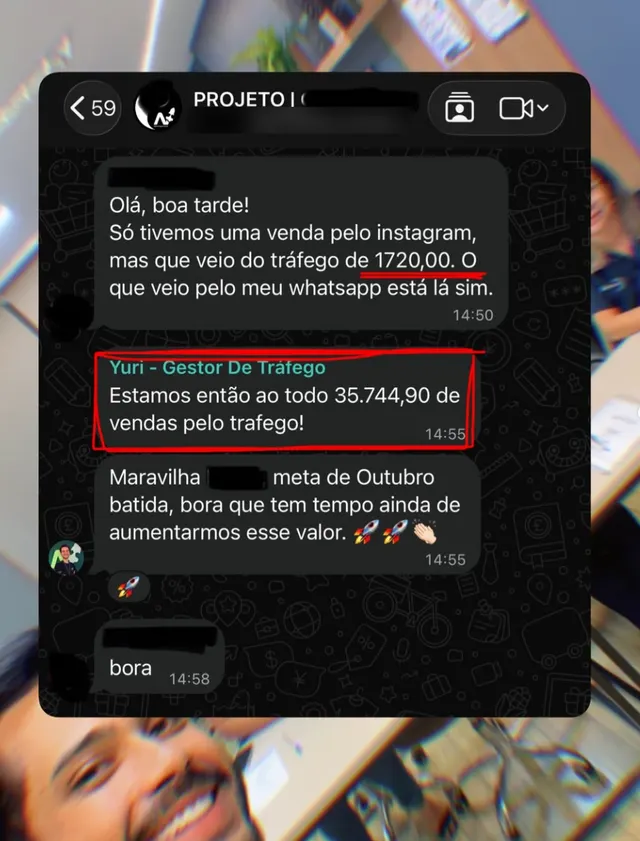 59
PROJETO I
Olá, boa tarde!
Só tivemos uma venda pelo instagram,
mas que veio do tráfego de 1720,00. O
que veio pelo meu whatsapp está lá sim.
14:50
Yuri - Gestor De Tráfego
Estamos então ao todo 35.744,90 de
vendas pelo trafego!
14:55
Maravilha meta de Outubro
batida, bora que tem tempo ainda de
aumentarmos esse valor. 🚀🚀👏🏻
14:55
🚀
bora
14:58